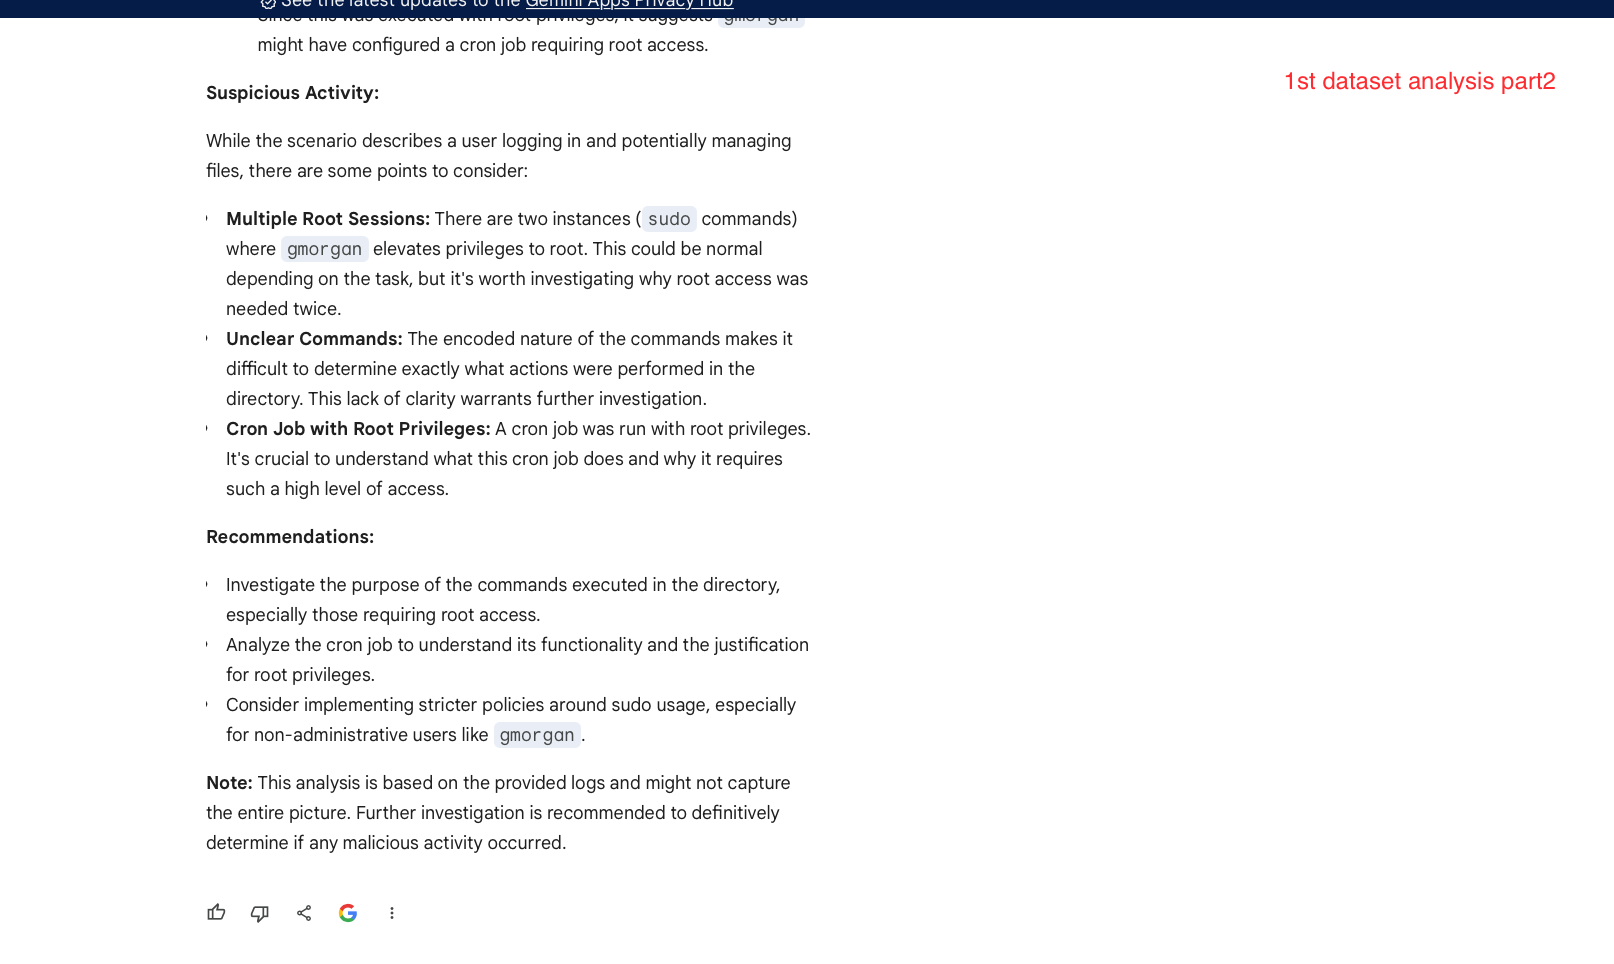 See the latest updates to the Gemini Apps Privacy Hub
Since this was executed with root privileges, it suggests gmorgan
might have configured a cron job requiring root access.
1st dataset analysis part2
Suspicious Activity:
While the scenario describes a user logging in and potentially managing
files, there are some points to consider:
Multiple Root Sessions: There are two instances (sudo commands)
where gmorgan elevates privileges to root. This could be normal
depending on the task, but it's worth investigating why root access was
needed twice.
Unclear Commands: The encoded nature of the commands makes it
difficult to determine exactly what actions were performed in the
directory. This lack of clarity warrants further investigation.
Cron Job with Root Privileges: A cron job was run with root privileges.
It's crucial to understand what this cron job does and why it requires
such a high level of access.
Recommendations:
Investigate the purpose of the commands executed in the directory,
especially those requiring root access.
Analyze the cron job to understand its functionality and the justification
for root privileges.
Consider implementing stricter policies around sudo usage, especially
for non-administrative users like gmorgan.
Note: This analysis is based on the provided logs and might not capture
the entire picture. Further investigation is recommended to definitively
determine if any malicious activity occurred.